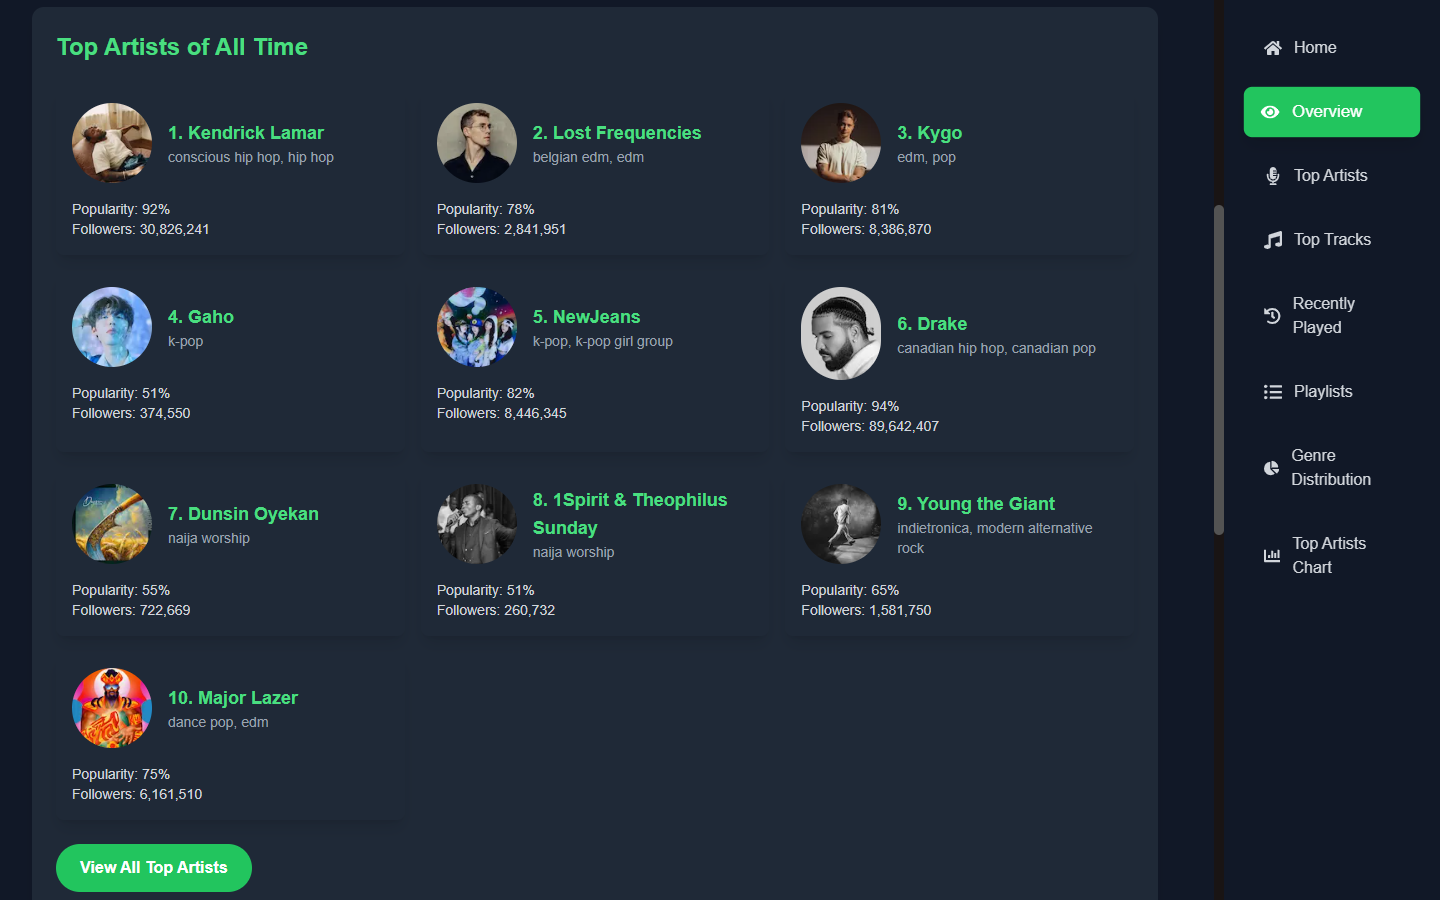 Top Artists of All Time
1. Kendrick Lamar
conscious hip hop, hip hop
Popularity: 92%
Followers: 30,826,241
2. Lost Frequencies
belgian edm, edm
Popularity: 78%
Followers: 2,841,951
3. Kygo
edm, pop
Popularity: 81%
Followers: 8,386,870
4. Gaho
k-pop
Popularity: 51%
Followers: 374,550
5. NewJeans
k-pop, k-pop girl group
Popularity: 82%
Followers: 8,446,345
6. Drake
canadian hip hop, canadian pop
Popularity: 94%
Followers: 89,642,407
7. Dunsin Oyekan
naija worship
Popularity: 55%
Followers: 722,669
8. 1Spirit & Theophilus
Sunday
naija worship
Popularity: 51%
Followers: 260,732
9. Young the Giant
indietronica, modern alternative
rock
Popularity: 65%
Followers: 1,581,750
10. Major Lazer
dance pop, edm
Popularity: 75%
Followers: 6,161,510
View All Top Artists
Home
Overview
Top Artists
Top Tracks
Recently
Played
Playlists
Genre
Distribution
Top Artists
Chart